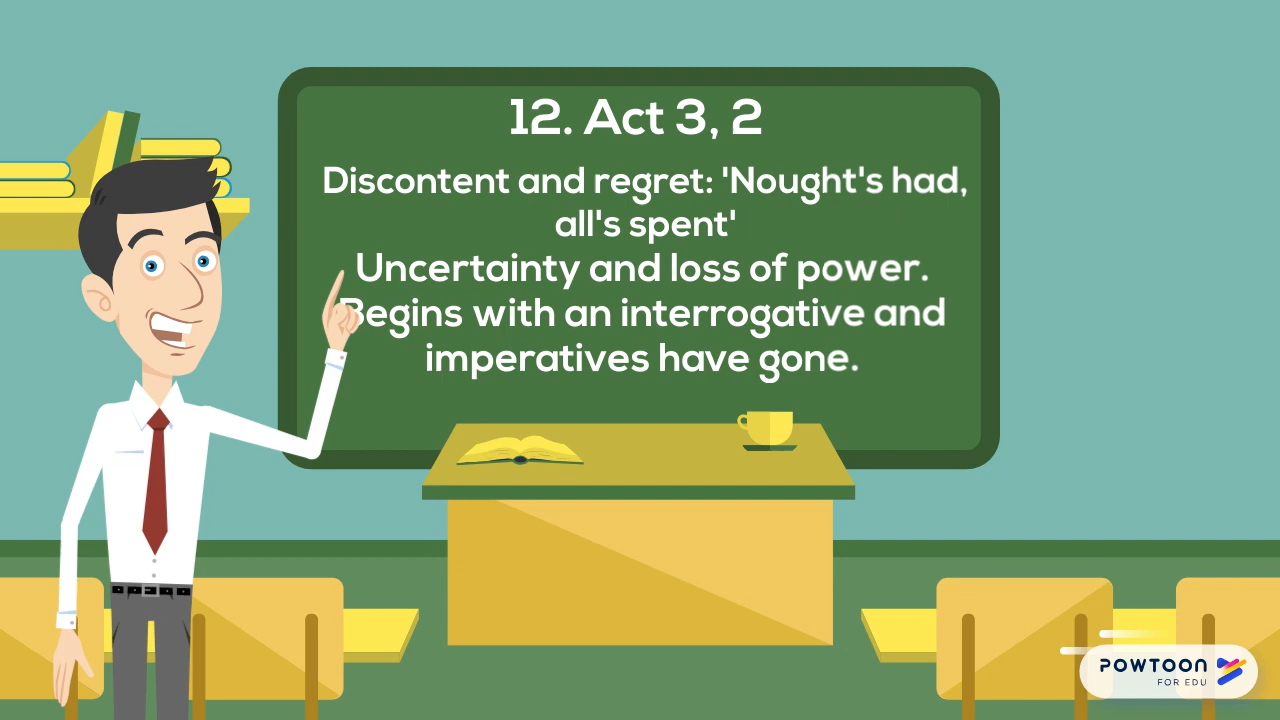 12. Act 3, 2
Discontent and regret: 'Nought's had,
all's spent'
Uncertainty and loss of power.
Begins with an interrogative and
imperatives have gone.
POWTOON
FOR EDU